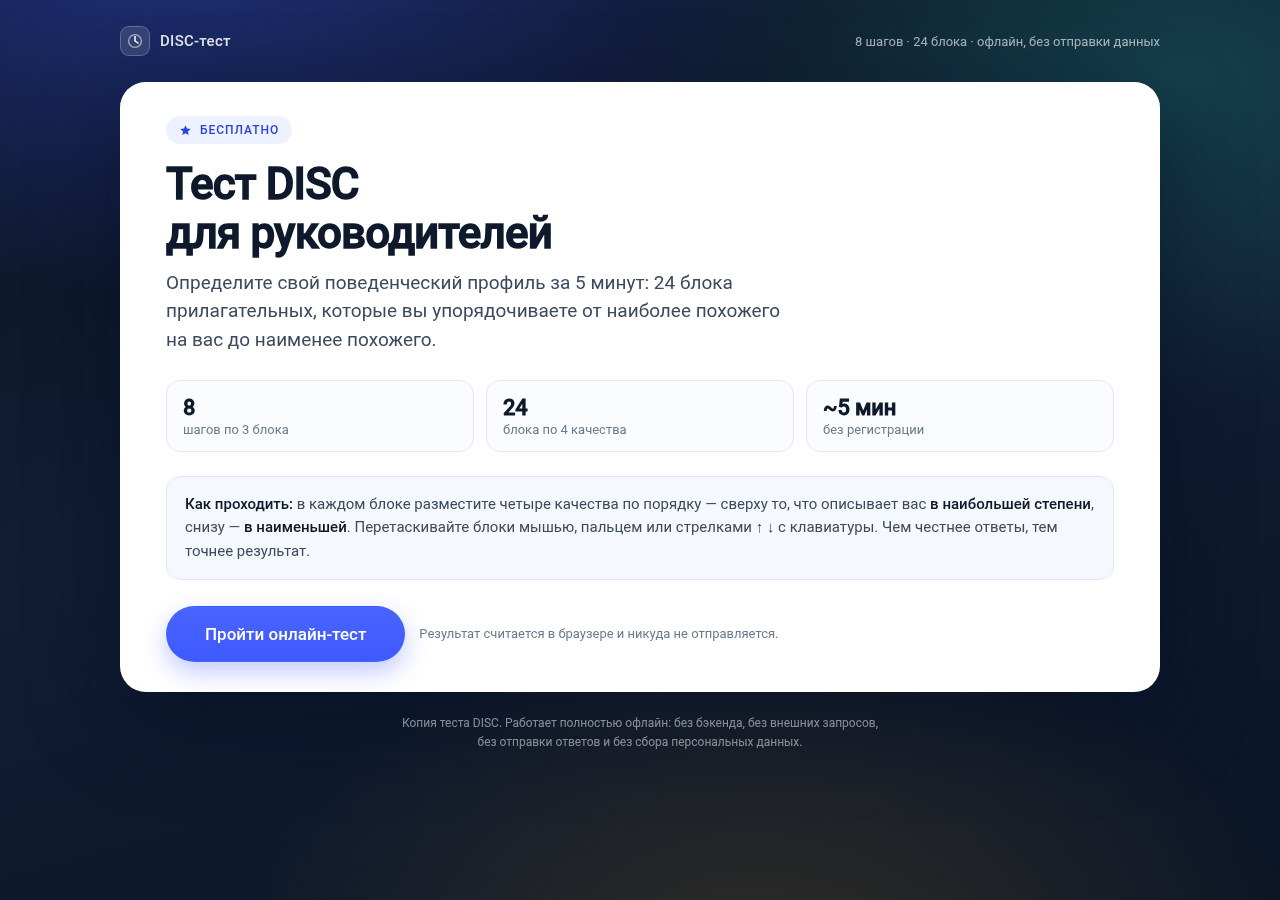 DISC-тест
8 шагов · 24 блока · офлайн, без отправки данных
БЕСПЛАТНО
Тест DISC
для руководителей
Определите свой поведенческий профиль за 5 минут: 24 блока
прилагательных, которые вы упорядочиваете от наиболее похожего
на вас до наименее похожего.
8
шагов по 3 блока
24
блока по 4 качества
~5 мин
без регистрации
Как проходить: в каждом блоке разместите четыре качества по порядку — сверху то, что описывает вас в наибольшей степени,
снизу — в наименьшей. Перетаскивайте блоки мышью, пальцем или стрелками ↑ ↓ с клавиатуры. Чем честнее ответы, тем
точнее результат.
Пройти онлайн-тест
Результат считается в браузере и никуда не отправляется.
Копия теста DISC. Работает полностью офлайн: без бэкенда, без внешних запросов,
без отправки ответов и без сбора персональных данных.